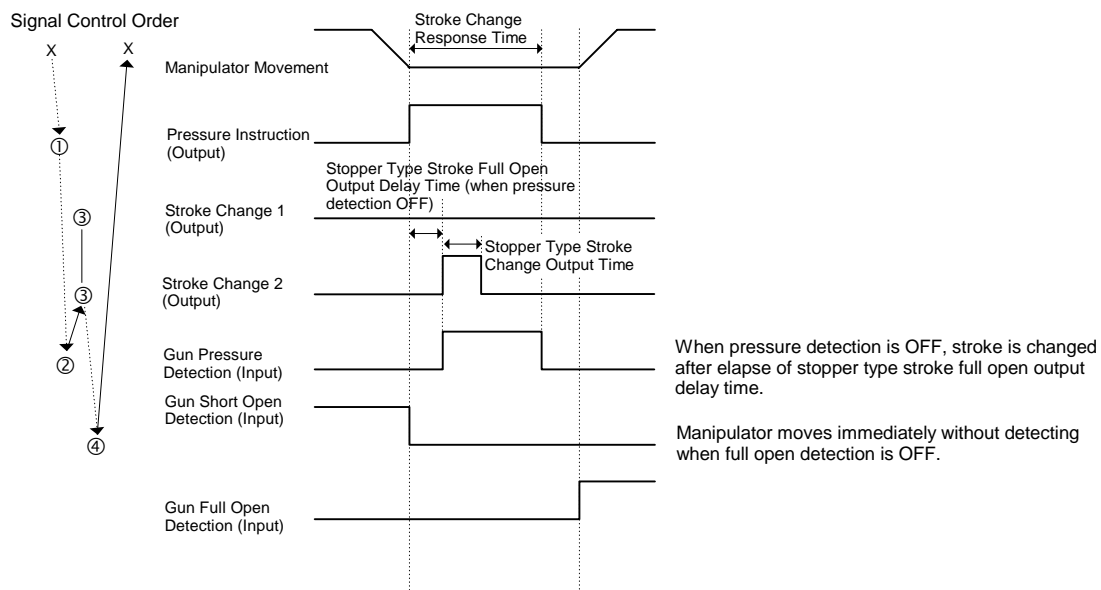 Signal Control Order
X
X
①
③
③
②
④
Stroke Change
Response Time
Manipulator Movement
Pressure Instruction
(Output)
Stopper Type Stroke Full Open
Output Delay Time (when pressure
detection OFF)
Stroke Change 1
(Output)
Stopper Type Stroke
Change Output Time
Stroke Change 2
(Output)
Gun Pressure
Detection (Input)
When pressure detection is OFF, stroke is changed
after elapse of stopper type stroke full open output
delay time.
Gun Short Open
Detection (Input)
Manipulator moves immediately without detecting
when full open detection is OFF.
Gun Full Open
Detection (Input)